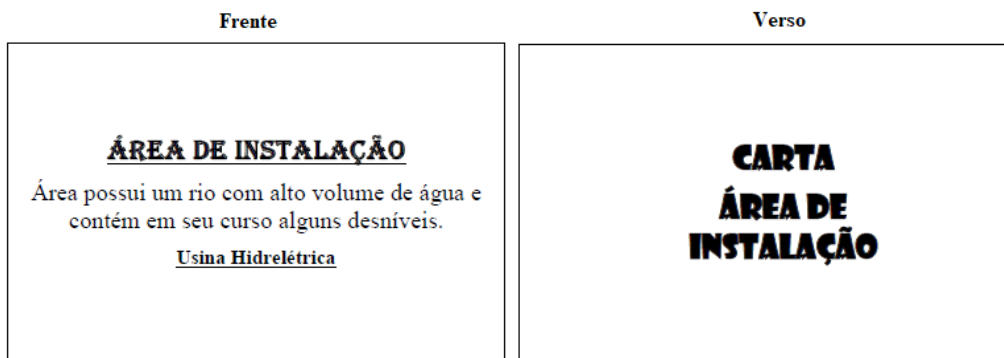 Frente
ÁREA DE INSTALAÇÃO
Área possui um rio com alto volume de água e
contém em seu curso alguns desníveis.
Usina Hidrelétrica
Verso
CARTA
ÁREA DE
INSTALAÇÃO